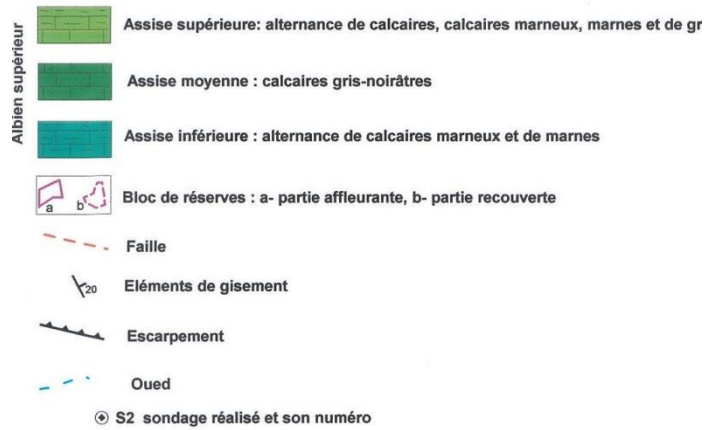 Albien supérieur
Assise supérieure: alternance de calcaires, calcaires marneux, marnes et de gr
Assise moyenne : calcaires gris-noirâtres
Assise inférieure : alternance de calcaires marneux et de marnes
a b
Bloc de réserves : a- partie affleurante, b- partie recouverte
Faille
20
Eléments de gisement
Escarpement
Oued
S2 sondage réalisé et son numéro